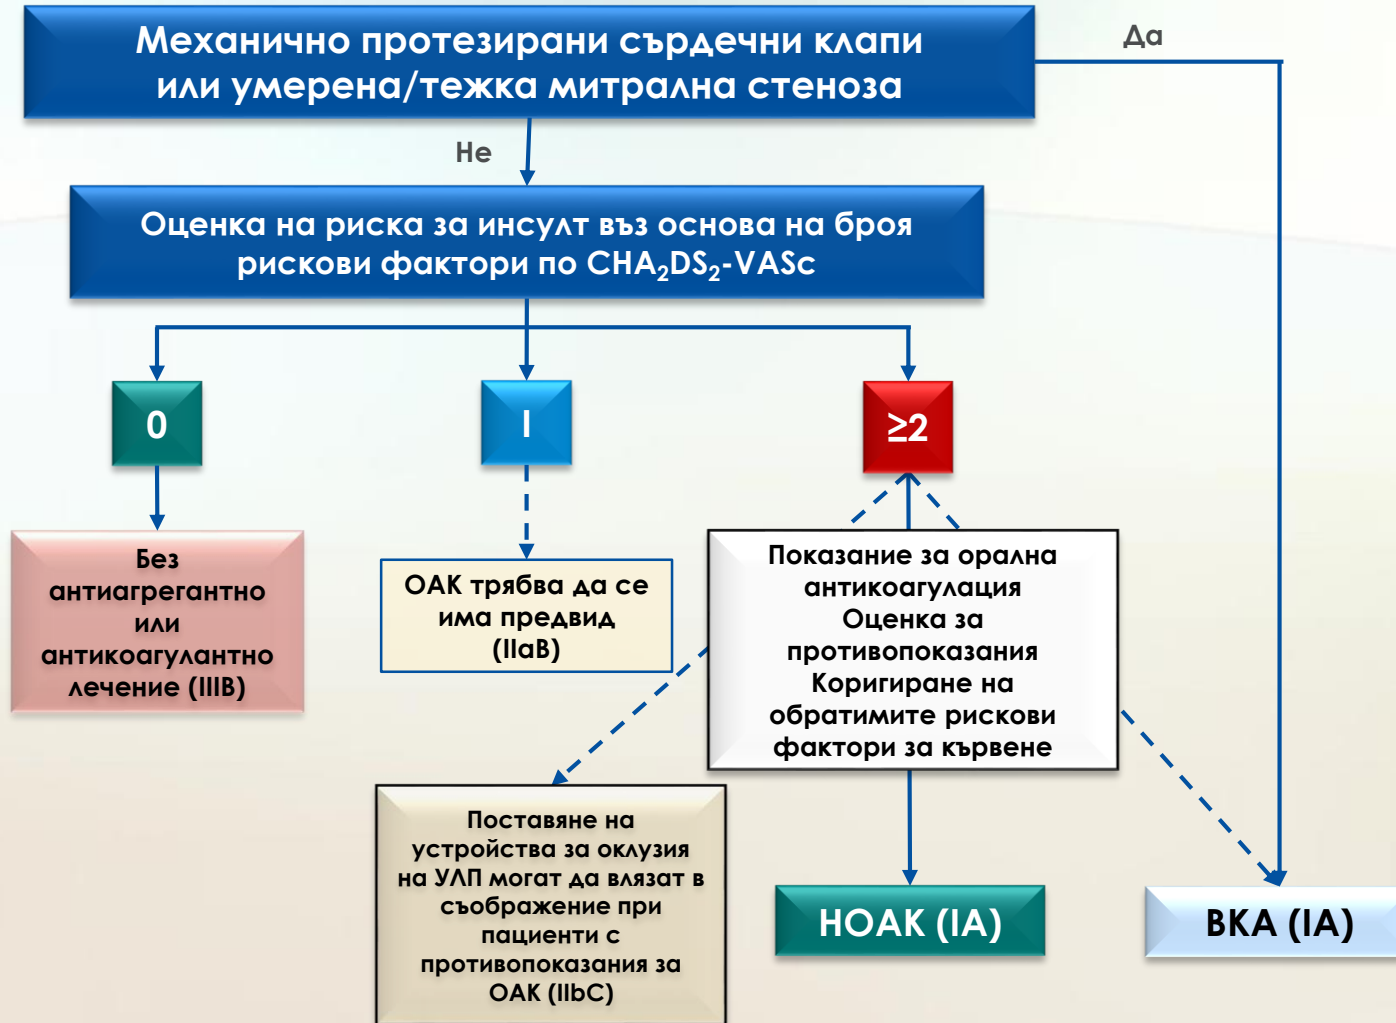 Механично протезирани сърдечни клапи
или умерена/тежка митрална стеноза
Да
Не
Оценка на риска за инсулт въз основа на броя
рискови фактори по CHA₂DS₂-VASc
0
I
≥2
Без
антиагрегантно
или
антикоагулантно
лечение (IIIB)
ОАК трябва да се
има предвид
(IIaB)
Показание за орална
антикоагулация
Оценка за
противопоказания
Коригиране на
обратимите рискови
фактори за кървене
Поставяне на
устройства за оклузия
на УЛП могат да влязат в
съображение при
пациенти с
противопоказания за
ОАК (IIbC)
НОАК (IA)
ВКА (IA)